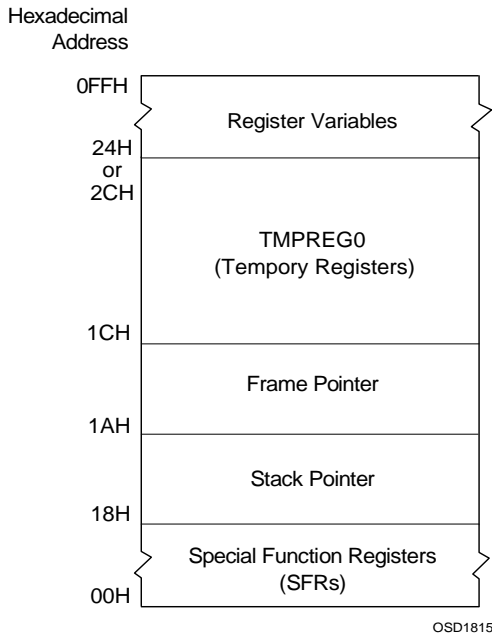 Hexadecimal
Address
0FFH
Register Variables
24H
or
2CH
TMPREG0
(Tempory Registers)
1CH
Frame Pointer
1AH
Stack Pointer
18H
Special Function Registers
(SFRs)
00H
OSD1815